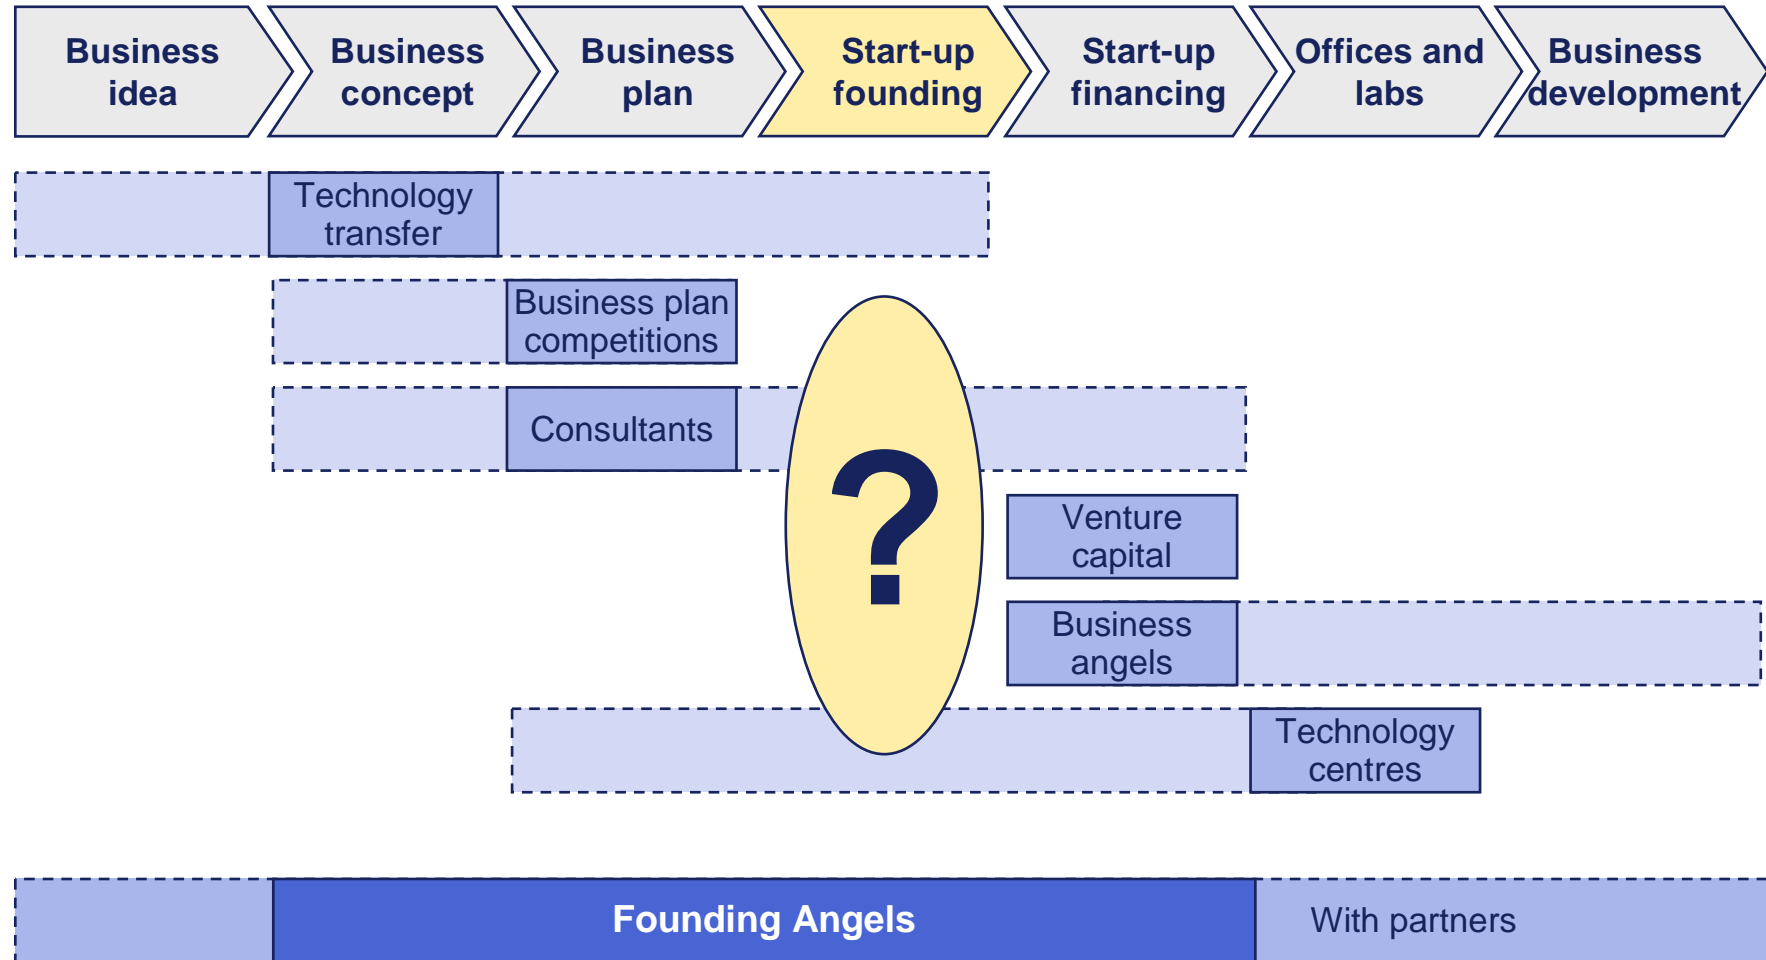 Business
idea
Business
concept
Business
plan
Start-up
founding
Start-up
financing
Offices and
labs
Business
development
Technology
transfer
Business plan
competitions
Consultants
?
Venture
capital
Business
angels
Technology
centres
Founding Angels
With partners